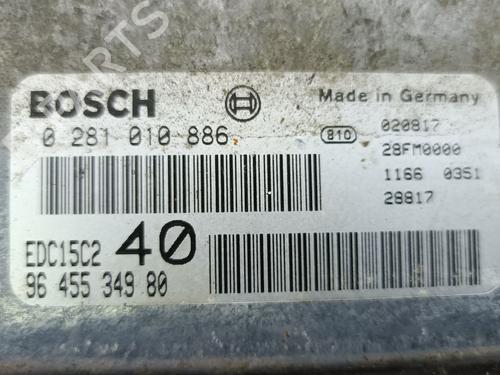 PARTS
BOSCH
Made in Germany
0 281 010 886
810
020817
28FM0000
1166 0351
28817
EDC15C2
40
96 455 349 80